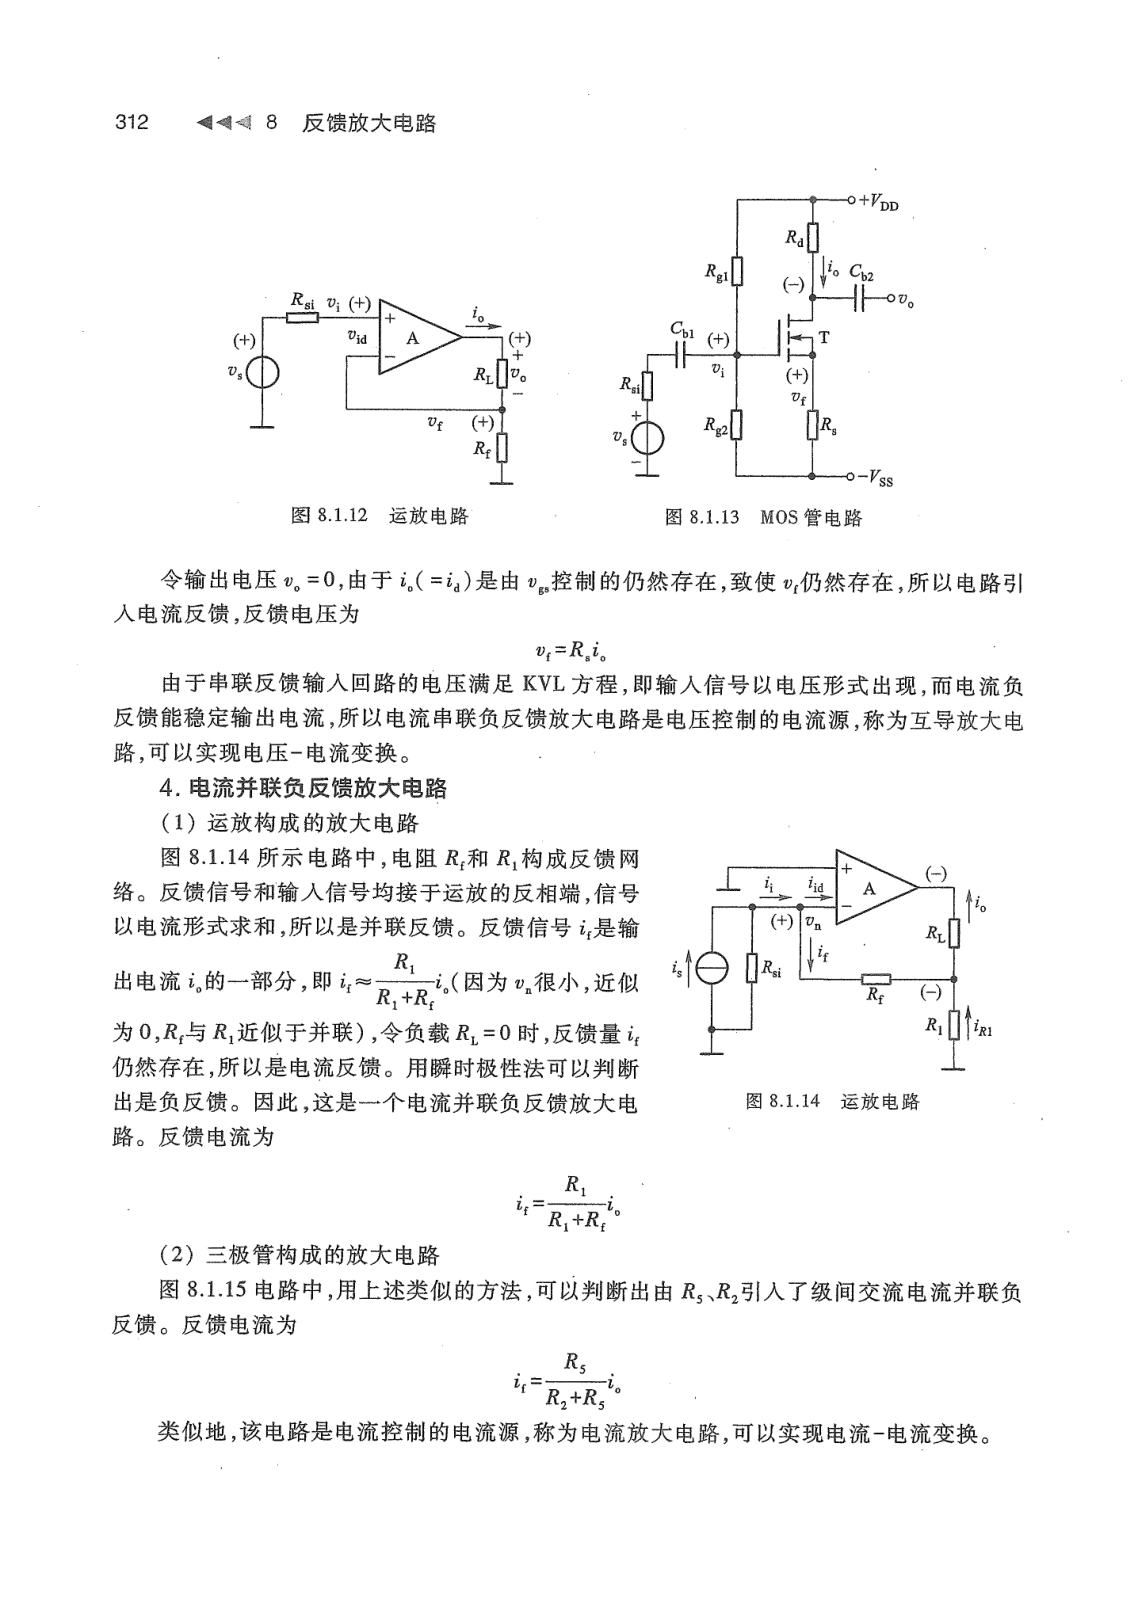 312 8 反馈放大电路
+V_DD
R_d
R_g1
i_o
C_b2
(-)
v_o
R_si v_i (+)
i_o
(+)
+
v_id
A
(+)
C_b1
(+)
T
+
v_s
-
R_L
v_o
-
v_i
(+)
R_si
v_f
v_f
(+)
+
v_s
-
R_g2
R_s
R_f
-V_SS
图 8.1.12 运放电路
图 8.1.13 MOS 管电路
令输出电压 v_o=0,由于 i_o(=i_d)是由 v_gs控制的仍然存在,致使 v_f仍然存在,所以电路引
入电流反馈,反馈电压为
v_f=R_s i_o
由于串联反馈输入回路的电压满足 KVL 方程,即输入信号以电压形式出现,而电流负
反馈能稳定输出电流,所以电流串联负反馈放大电路是电压控制的电流源,称为互导放大电
路,可以实现电压-电流变换。
4. 电流并联负反馈放大电路
(1) 运放构成的放大电路
图 8.1.14 所示电路中,电阻 R_f和 R_1构成反馈网
络。反馈信号和输入信号均接于运放的反相端,信号
以电流形式求和,所以是并联反馈。反馈信号 i_f是输
出电流 i_o的一部分,即 i_f≈R_1/(R_1+R_f) i_o(因为 v_n很小,近似
为 0,R_f与 R_1近似于并联),令负载 R_L=0 时,反馈量 i_f
仍然存在,所以是电流反馈。用瞬时极性法可以判断
出是负反馈。因此,这是一个电流并联负反馈放大电
路。反馈电流为
+
A
(-)
i_i
i_id
-
i_o
(+)
v_n
R_L
i_s
R_si
i_f
R_f
(-)
R_1
i_R1
图 8.1.14 运放电路
i_f=R_1/(R_1+R_f) i_o
(2) 三极管构成的放大电路
图 8.1.15 电路中,用上述类似的方法,可以判断出由 R_5、R_2引入了级间交流电流并联负
反馈。反馈电流为
i_f=R_5/(R_2+R_5) i_o
类似地,该电路是电流控制的电流源,称为电流放大电路,可以实现电流-电流变换。